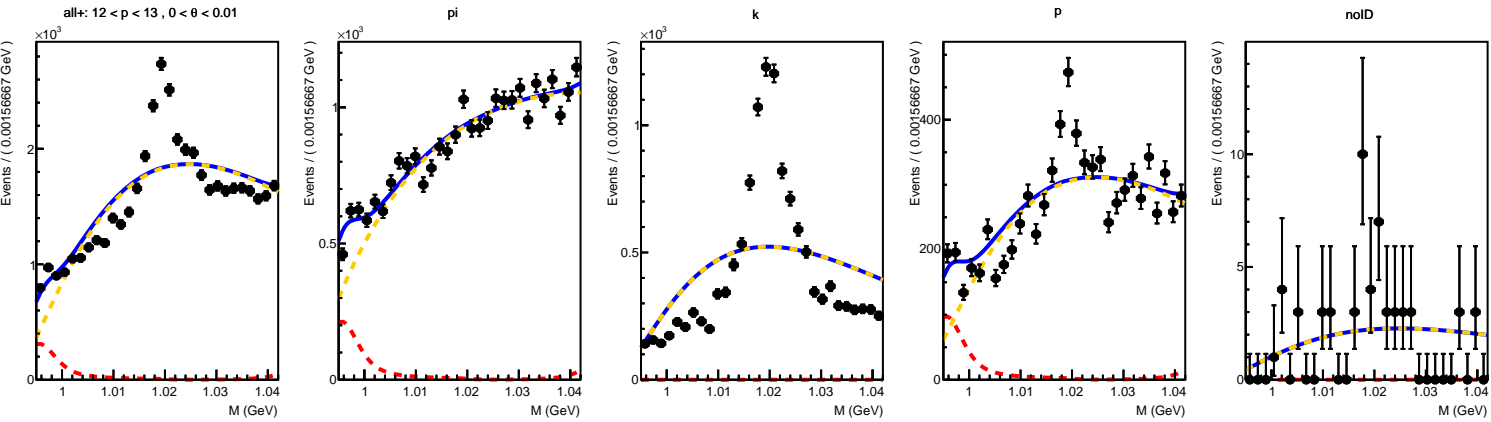 all+: 12 < p < 13 , 0 < θ < 0.01
×10³
Events / ( 0.00156667 GeV )
2
1
0
1 1.01 1.02 1.03 1.04
M (GeV)
pi
×10³
Events / ( 0.00156667 GeV )
1
0.5
0
1 1.01 1.02 1.03 1.04
M (GeV)
k
×10³
Events / ( 0.00156667 GeV )
1
0.5
0
1 1.01 1.02 1.03 1.04
M (GeV)
p
Events / ( 0.00156667 GeV )
400
200
0
1 1.01 1.02 1.03 1.04
M (GeV)
noID
Events / ( 0.00156667 GeV )
10
5
0
1 1.01 1.02 1.03 1.04
M (GeV)